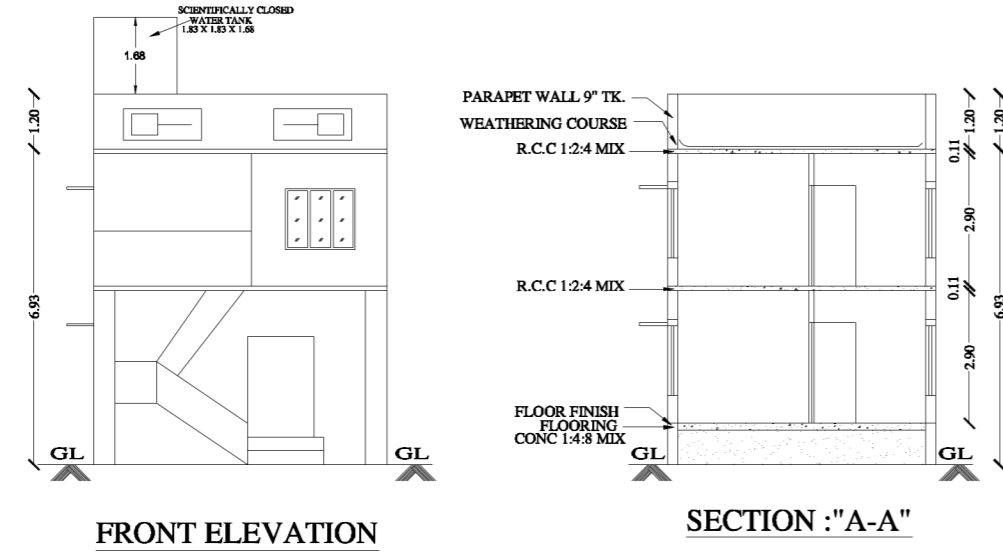 SCIENTIFICALLY CLOSED
WATER TANK
1.83 X 1.83 X 1.68
1.68
1.20
6.93
GL
GL
FRONT ELEVATION
PARAPET WALL 9" TK.
WEATHERING COURSE
R.C.C 1:2:4 MIX
R.C.C 1:2:4 MIX
FLOOR FINISH
FLOORING
CONC 1:4:8 MIX
1.20
1.20
0.11
2.90
0.11
6.93
2.90
GL
GL
SECTION :"A-A"